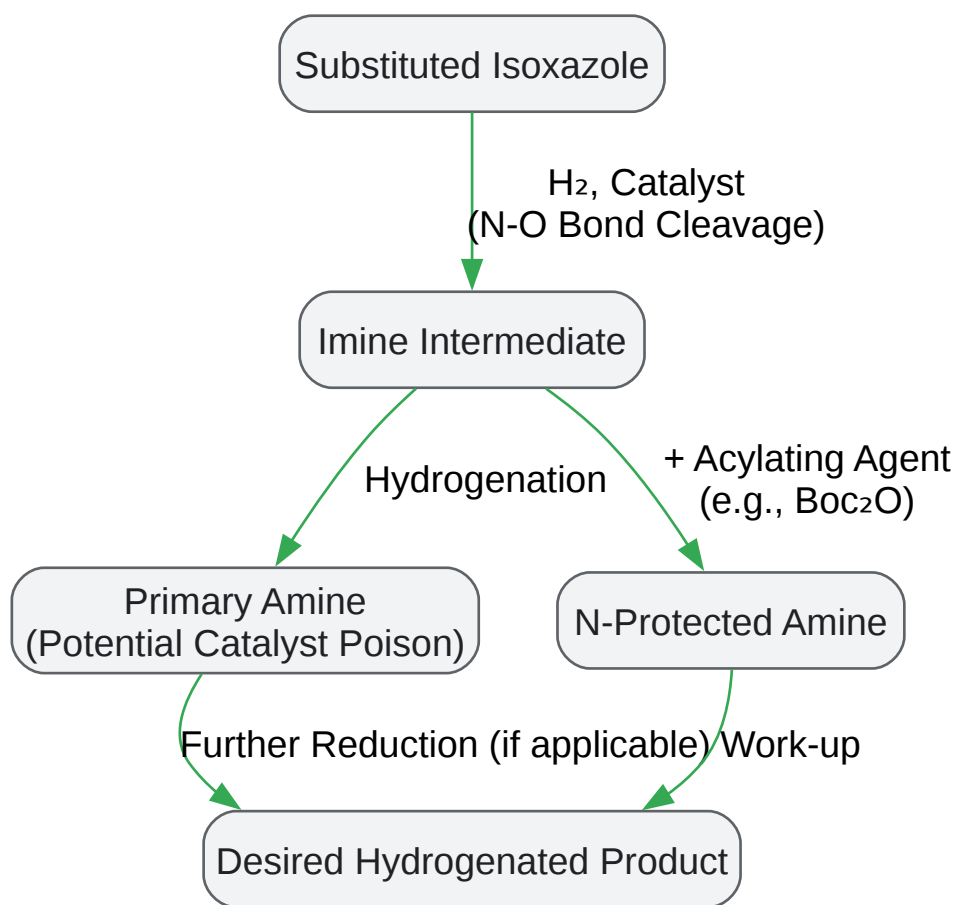 Substituted Isoxazole
H₂, Catalyst
(N-O Bond Cleavage)
Imine Intermediate
Hydrogenation
+ Acylating Agent
(e.g., Boc₂O)
Primary Amine
(Potential Catalyst Poison)
N-Protected Amine
Further Reduction (if applicable)
Work-up
Desired Hydrogenated Product